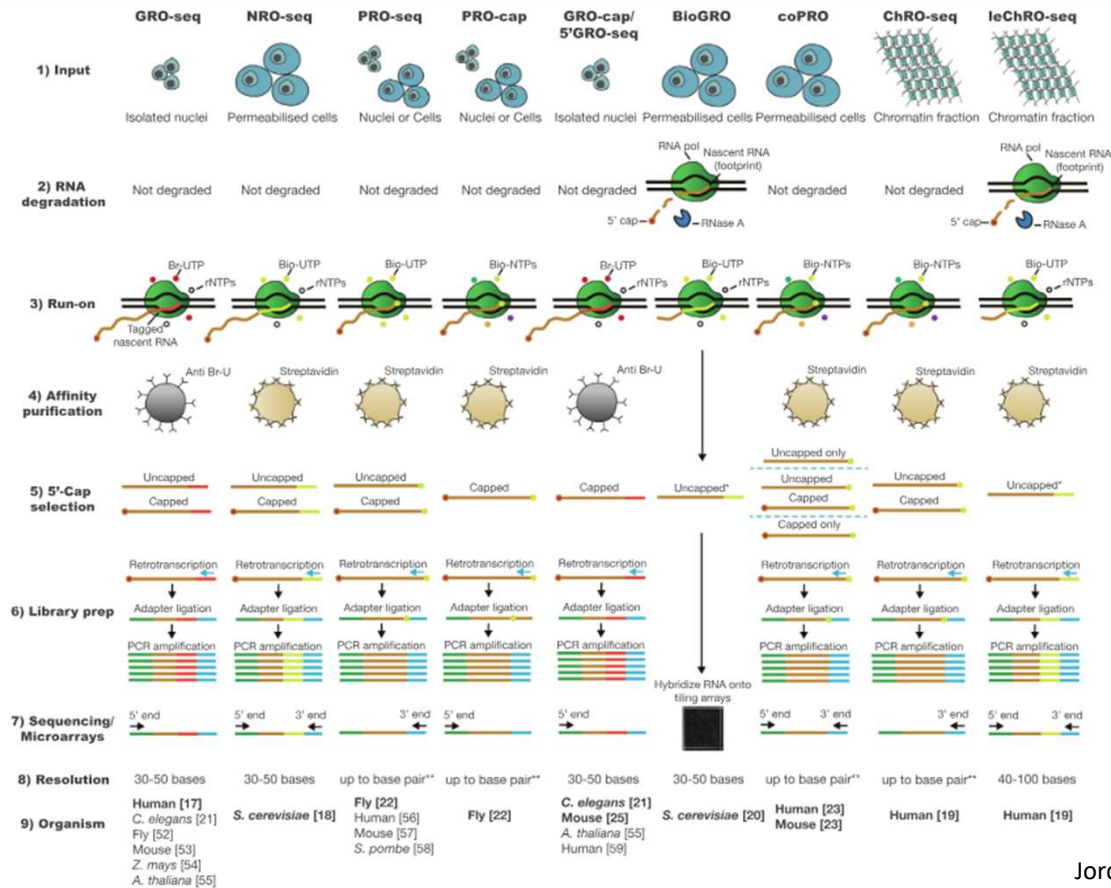 GRO-seq NRO-seq PRO-seq PRO-cap GRO-cap/ BioGRO coPRO ChRO-seq leChRO-seq
5'GRO-seq
1) Input
Isolated nuclei Permeabilised cells Nuclei or Cells Nuclei or Cells Isolated nuclei Permeabilised cells Permeabilised cells Chromatin fraction Chromatin fraction
2) RNA
degradation
Not degraded Not degraded Not degraded Not degraded Not degraded
RNA pol
Nascent RNA
(footprint)
5' cap
RNase A
Not degraded Not degraded
RNA pol
Nascent RNA
(footprint)
5' cap
RNase A
3) Run-on
Br-UTP Bio-UTP Bio-UTP Bio-NTPs Br-UTP Bio-UTP Bio-NTPs Bio-NTPs Bio-UTP
rNTPs rNTPs rNTPs rNTPs rNTPs
Tagged
nascent RNA
4) Affinity
purification
Anti Br-U Streptavidin Streptavidin Streptavidin Anti Br-U Streptavidin Streptavidin Streptavidin
5) 5'-Cap
selection
Uncapped Uncapped Uncapped Capped Capped Uncapped* Uncapped only Uncapped Uncapped*
Capped Capped Capped Uncapped Capped
Capped
Capped only
6) Library prep
Retrotranscription Retrotranscription Retrotranscription Retrotranscription Retrotranscription Retrotranscription Retrotranscription Retrotranscription
Adapter ligation Adapter ligation Adapter ligation Adapter ligation Adapter ligation Adapter ligation Adapter ligation Adapter ligation
PCR amplification PCR amplification PCR amplification PCR amplification PCR amplification PCR amplification PCR amplification PCR amplification
Hybridize RNA onto
tiling arrays
7) Sequencing/
Microarrays
5' end 5' end 3' end 3' end 5' end 5' end 5' end 3' end 3' end 5' end 3' end
8) Resolution
30-50 bases 30-50 bases up to base pair** up to base pair** 30-50 bases 30-50 bases up to base pair** up to base pair** 40-100 bases
9) Organism
Human [17]
C. elegans [21]
Fly [52]
Mouse [53]
Z. mays [54]
A. thaliana [55]
S. cerevisiae [18]
Fly [22]
Human [56]
Mouse [57]
S. pombe [58]
Fly [22]
C. elegans [21]
Mouse [25]
A. thaliana [55]
Human [59]
S. cerevisiae [20]
Human [23]
Mouse [23]
Human [19]
Human [19]